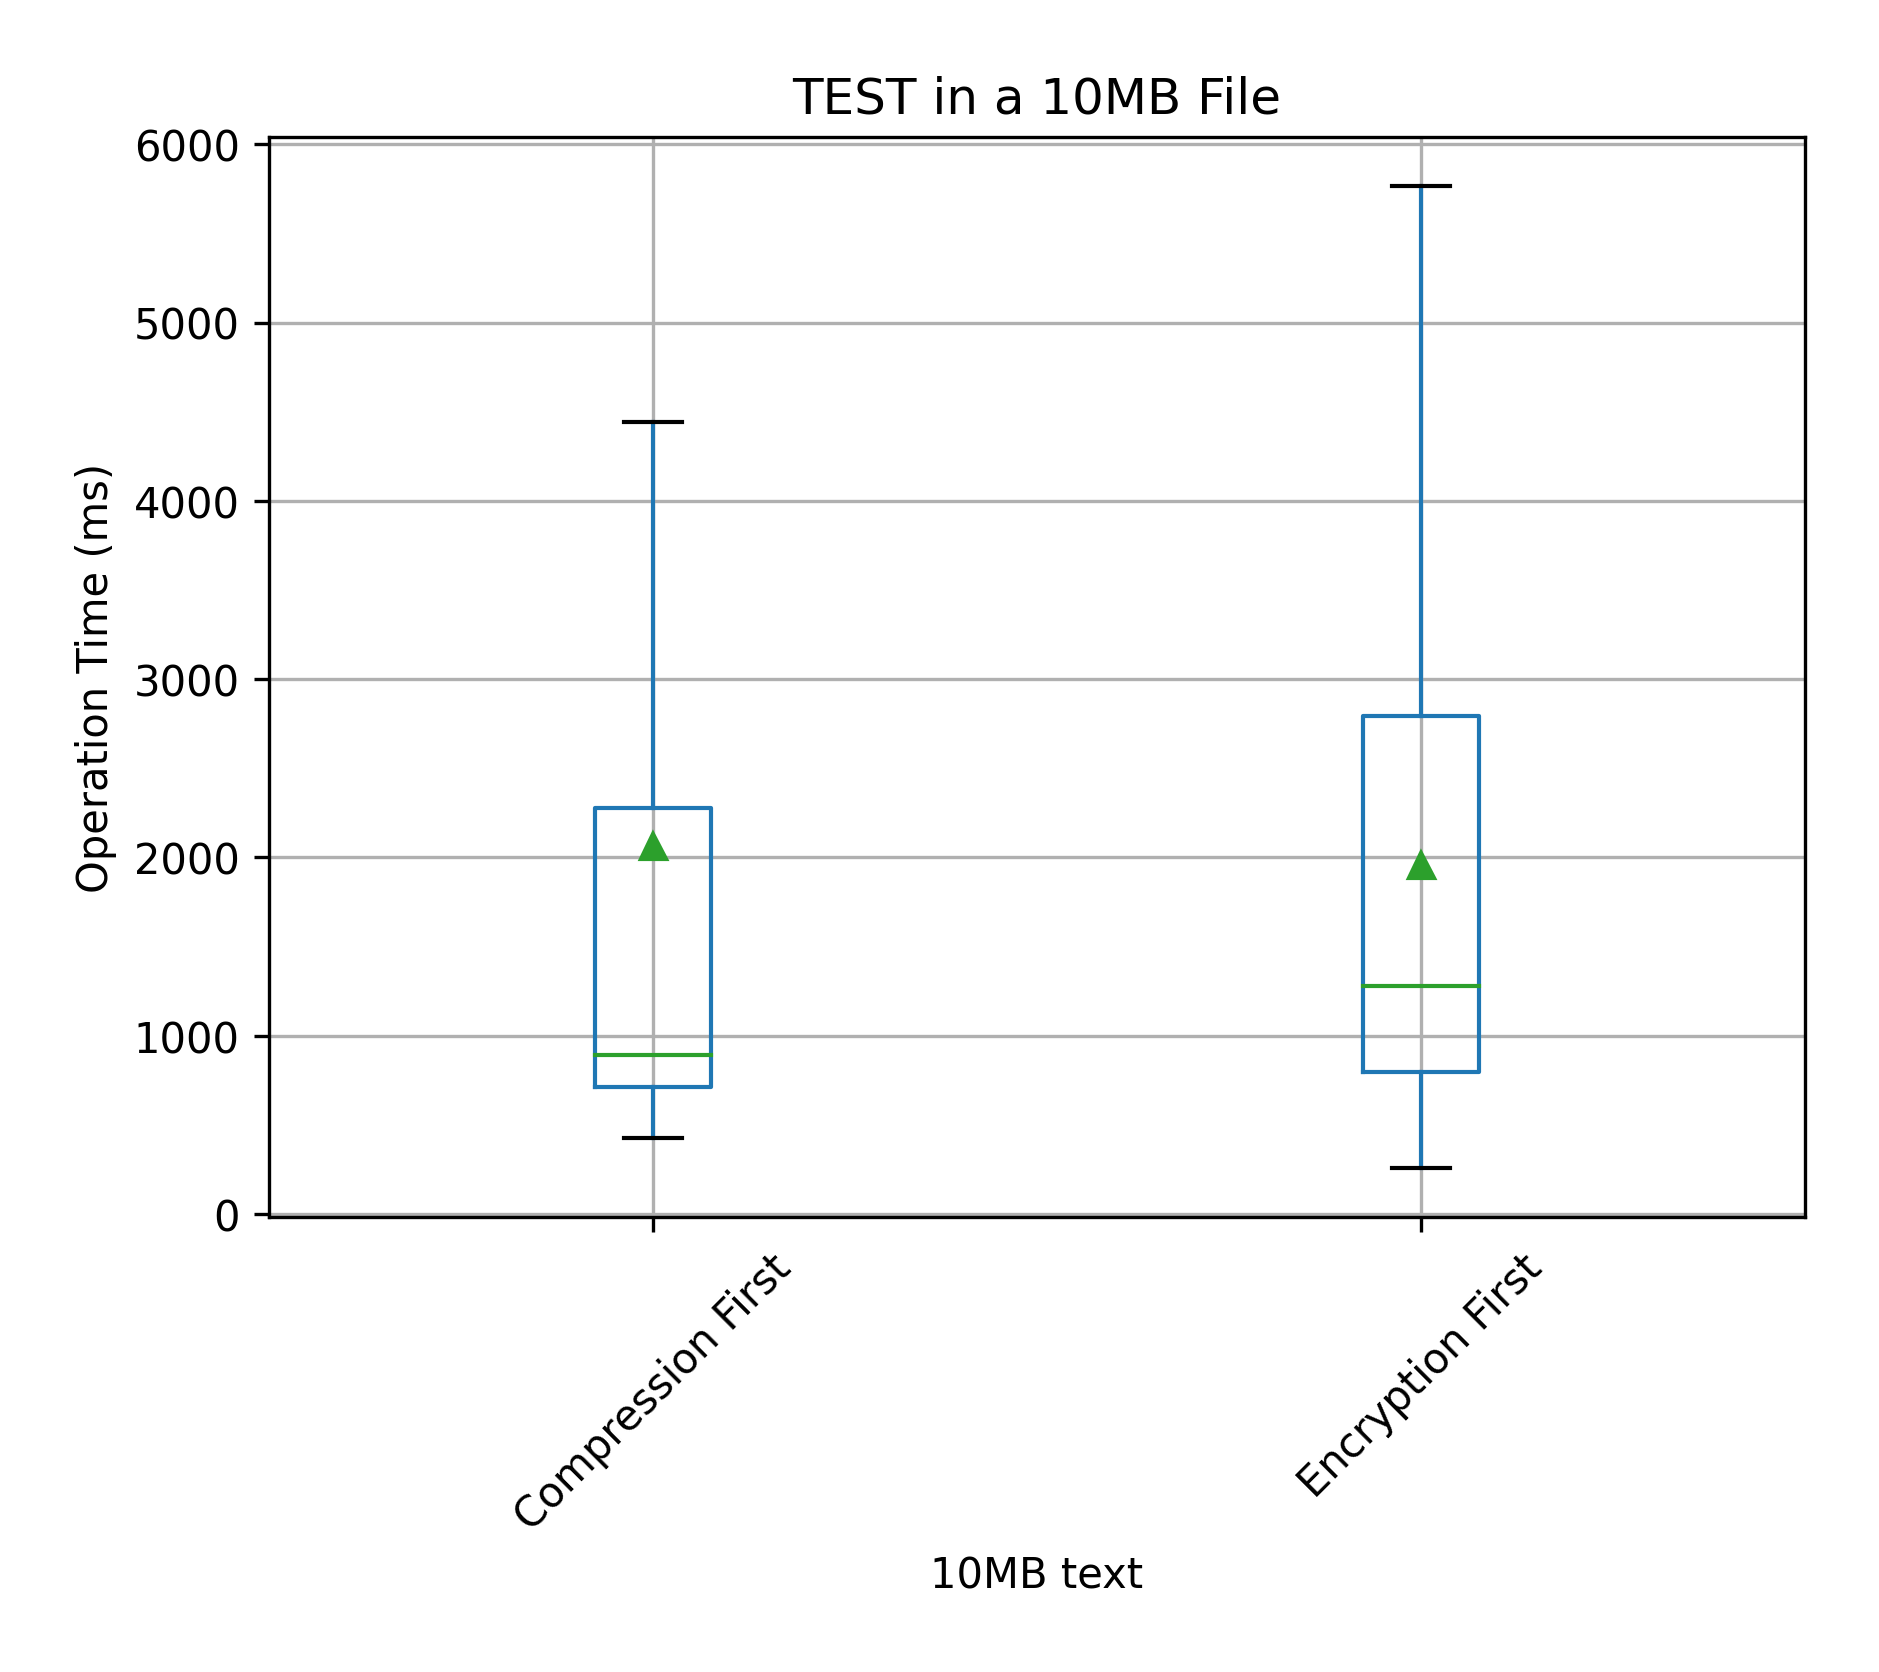 TEST in a 10MB File
6000
5000
4000
3000
2000
1000
0
Operation Time (ms)
Compression First
Encryption First
10MB text